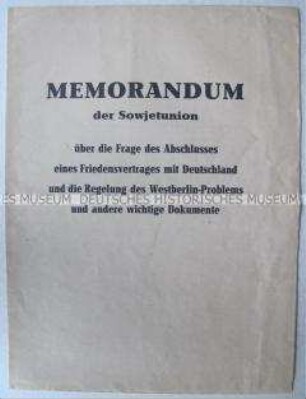 MEMORANDUM
der Sowjetunion
über die Frage des Abschlusses
eines Friedensvertrages mit Deutschland
und die Regelung des Westberlin-Problems
ES MUSEUM DEUTSCHES HISTORISCHES MUSEUM DEUTSCHES
und andere wichtige Dokumente